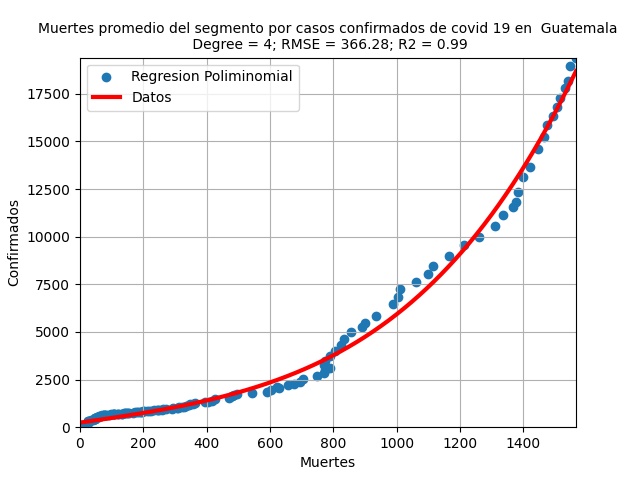 Muertes promedio del segmento por casos confirmados de covid 19 en  Guatemala
Degree = 4; RMSE = 366.28; R2 = 0.99
Regresion Poliminomial
Datos
17500
15000
12500
10000
7500
5000
2500
0
Confirmados
0 200 400 600 800 1000 1200 1400
Muertes